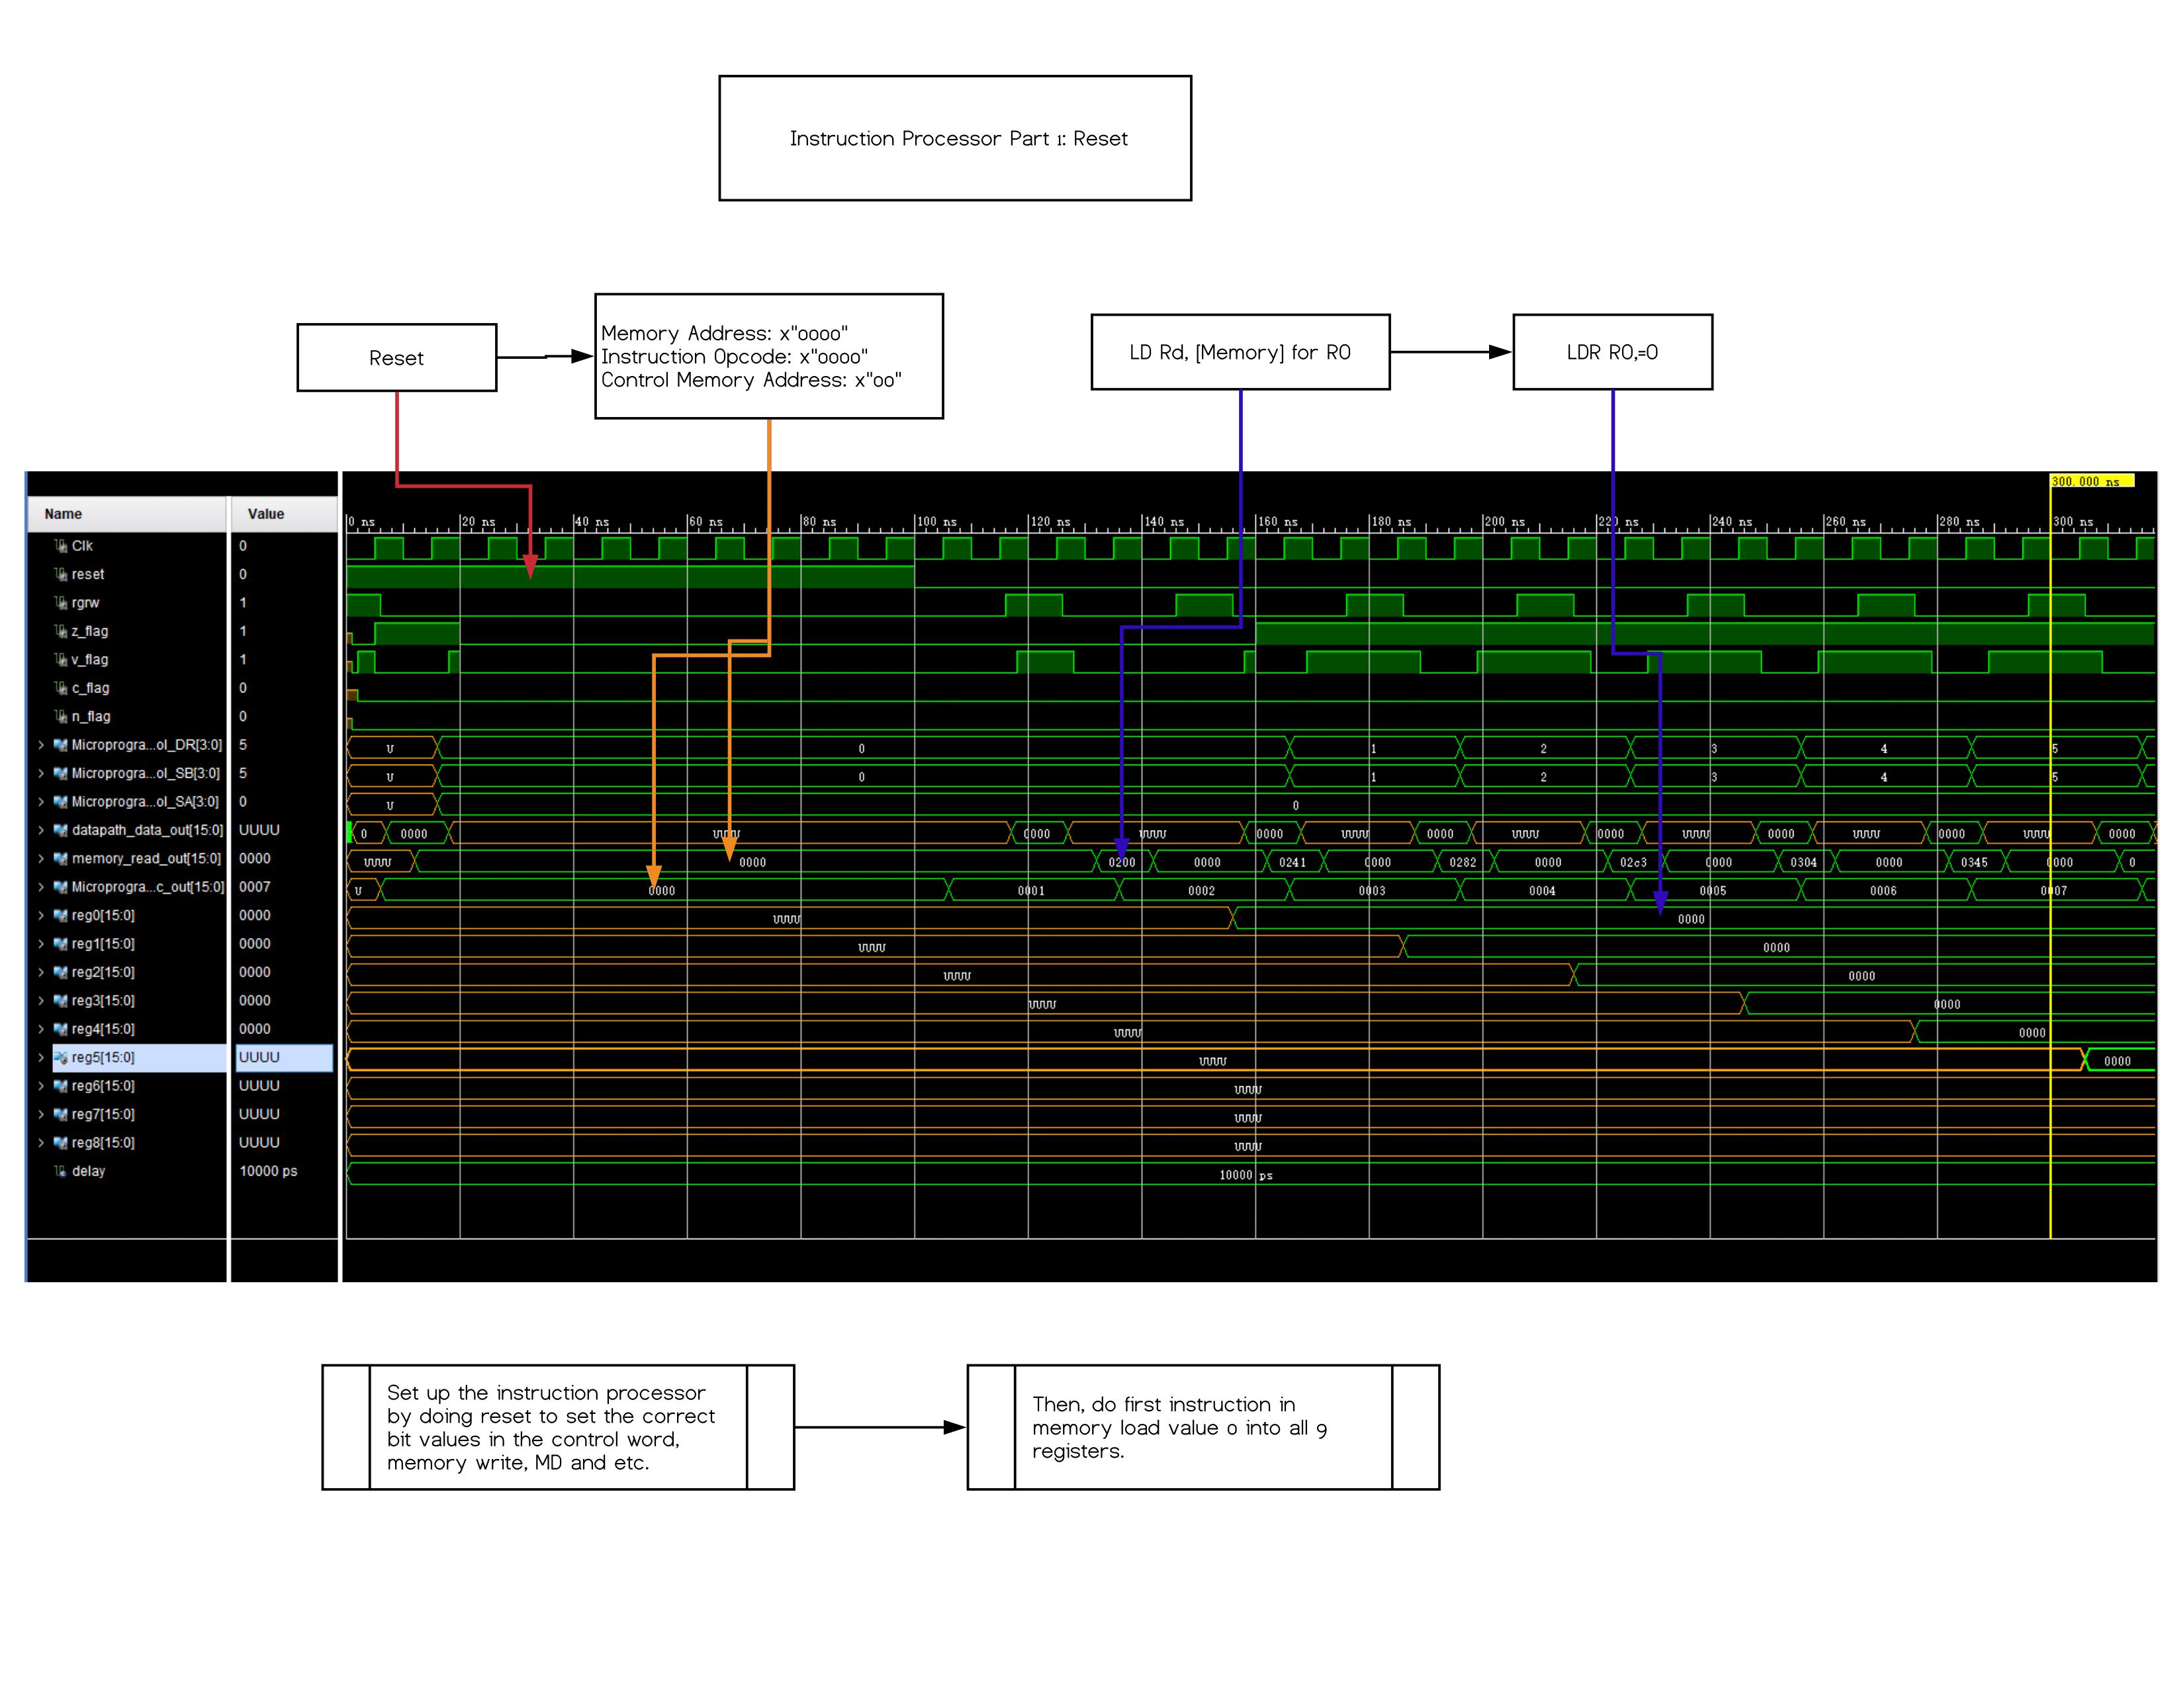 Instruction Processor Part 1: Reset
Reset
Memory Address: x"0000"
Instruction Opcode: x"0000"
Control Memory Address: x"00"
LD Rd, [Memory] for R0
LDR R0,=0
300.000 ns
Name Value
0 ns 20 ns 40 ns 60 ns 80 ns 100 ns 120 ns 140 ns 160 ns 180 ns 200 ns 220 ns 240 ns 260 ns 280 ns 300 ns
Clk 0
reset 0
rgrw 1
z_flag 1
v_flag 1
c_flag 0
n_flag 0
Microprogra...ol_DR[3:0] 5 U 0 1 2 3 4 5
Microprogra...ol_SB[3:0] 5 U 0 1 2 3 4 5
Microprogra...ol_SA[3:0] 0 U 0
datapath_data_out[15:0] UUUU 0 0000 UUUU 0000 UUUU 0000 UUUU 0000 UUUU 0000 UUUU 0000 UUUU 0000 UUUU 0000
memory_read_out[15:0] 0000 UUUU 0000 0200 0000 0241 0000 0282 0000 02c3 0000 0304 0000 0345 0000 0
Microprogra...c_out[15:0] 0007 U 0000 0001 0002 0003 0004 0005 0006 0007
reg0[15:0] 0000 UUUU 0000
reg1[15:0] 0000 UUUU 0000
reg2[15:0] 0000 UUUU 0000
reg3[15:0] 0000 UUUU 0000
reg4[15:0] 0000 UUUU 0000
reg5[15:0] UUUU UUUU 0000
reg6[15:0] UUUU UUUU
reg7[15:0] UUUU UUUU
reg8[15:0] UUUU UUUU
delay 10000 ps 10000 ps
Set up the instruction processor
by doing reset to set the correct
bit values in the control word,
memory write, MD and etc.
Then, do first instruction in
memory load value 0 into all 9
registers.